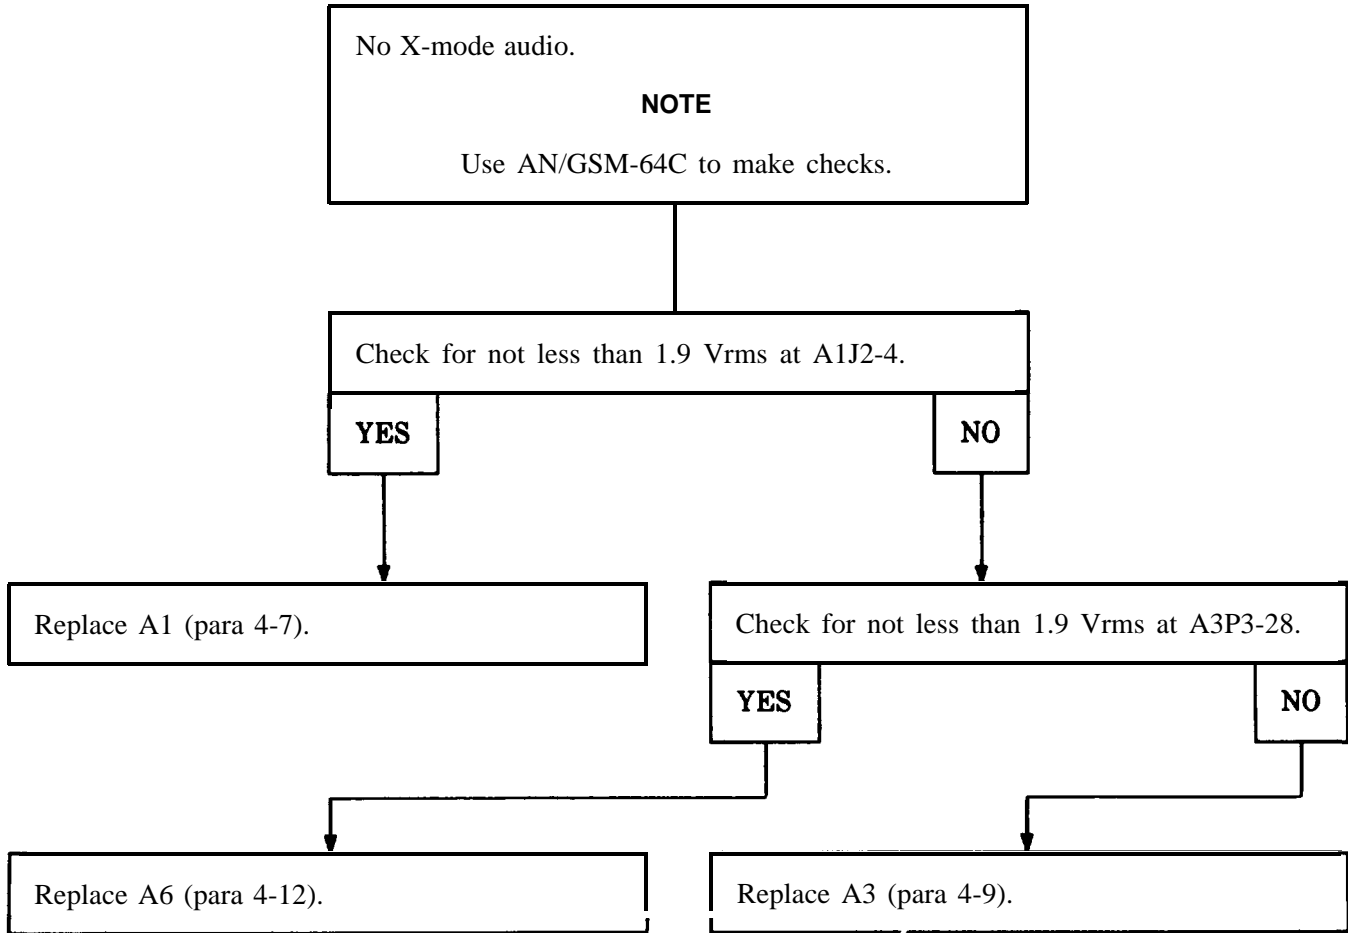 No X-mode audio.
NOTE
Use AN/GSM-64C to make checks.
Check for not less than 1.9 Vrms at A1J2-4.
YES
NO
Replace A1 (para 4-7).
Check for not less than 1.9 Vrms at A3P3-28.
YES
NO
Replace A6 (para 4-12).
Replace A3 (para 4-9).